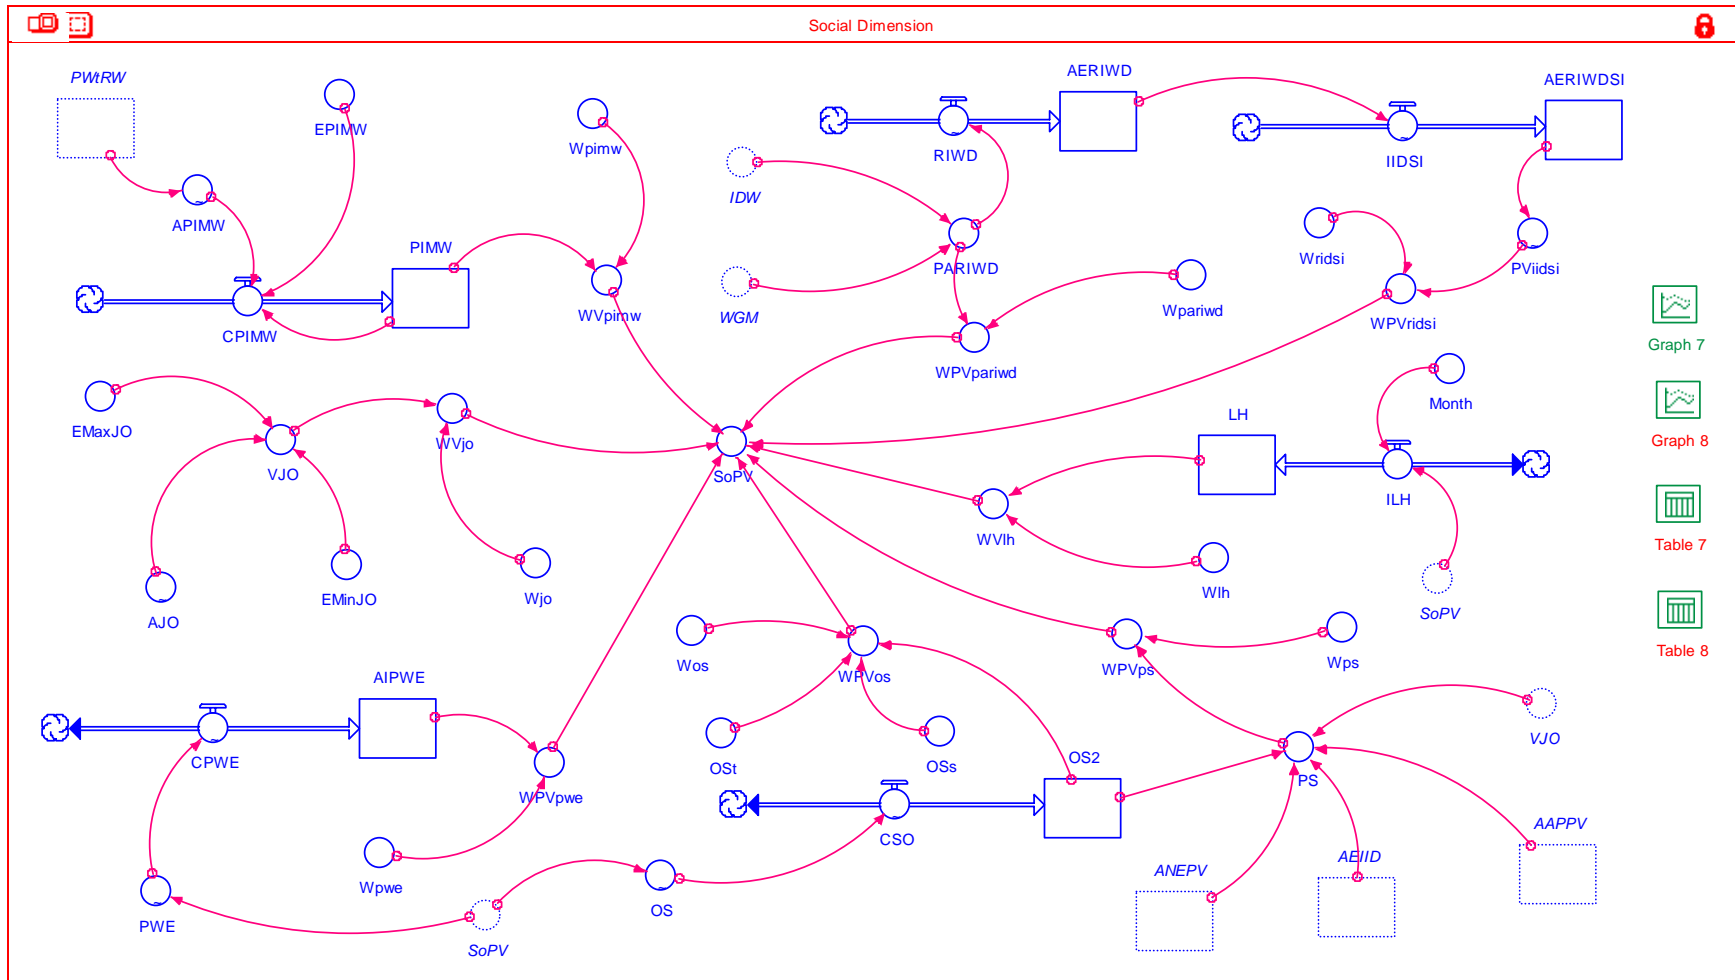 Social Dimension
PWtRW
EPIMW
Wpimw
AERIWD
AERIWDSI
APIMW
IDW
RIWD
IIDSI
PIMW
Wridsi
PARIWD
PViidsi
CPIMW
WVpimw
WGM
Wpariwd
WPVridsi
WPVpariwd
Graph 7
EMaxJO
WVjo
Month
VJO
SoPV
LH
Graph 8
ILH
WVlh
AJO
EMinJO
Wjo
Wlh
SoPV
Table 7
Wos
WPVos
WPVps
Wps
Table 8
AIPWE
CPWE
OSt
OSs
OS2
VJO
WPVpwe
PS
CSO
AAPPV
Wpwe
ANEPV
AEIID
PWE
SoPV
OS